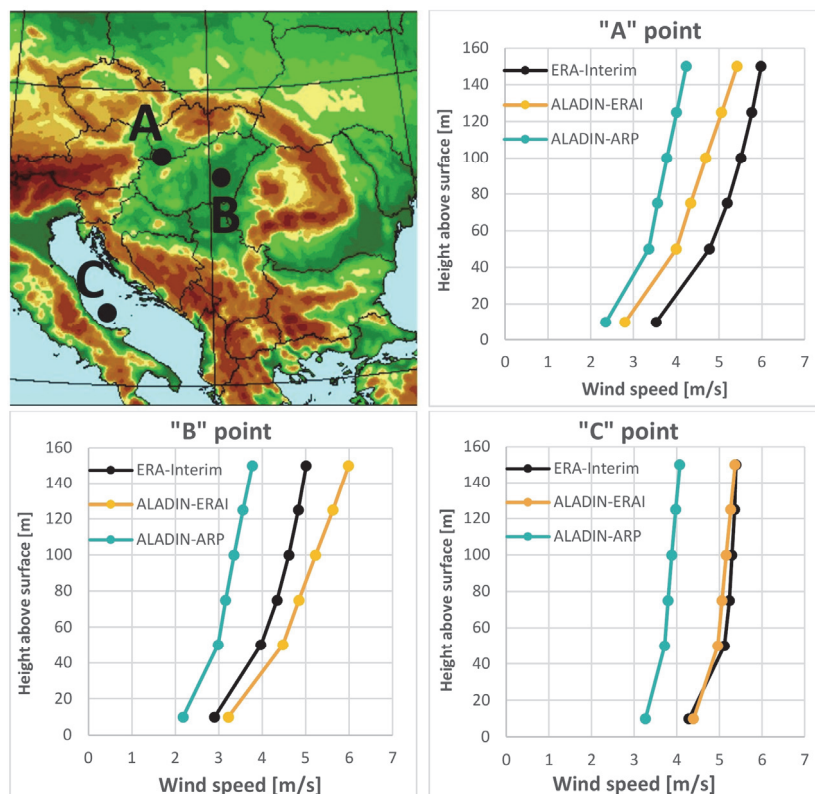 A
B
C
"A" point
Height above surface [m]
160
140
120
100
80
60
40
20
0
ERA-Interim
ALADIN-ERAI
ALADIN-ARP
0 1 2 3 4 5 6 7
Wind speed [m/s]
"B" point
Height above surface [m]
160
140
120
100
80
60
40
20
0
ERA-Interim
ALADIN-ERAI
ALADIN-ARP
0 1 2 3 4 5 6 7
Wind speed [m/s]
"C" point
Height above surface [m]
160
140
120
100
80
60
40
20
0
ERA-Interim
ALADIN-ERAI
ALADIN-ARP
0 1 2 3 4 5 6 7
Wind speed [m/s]